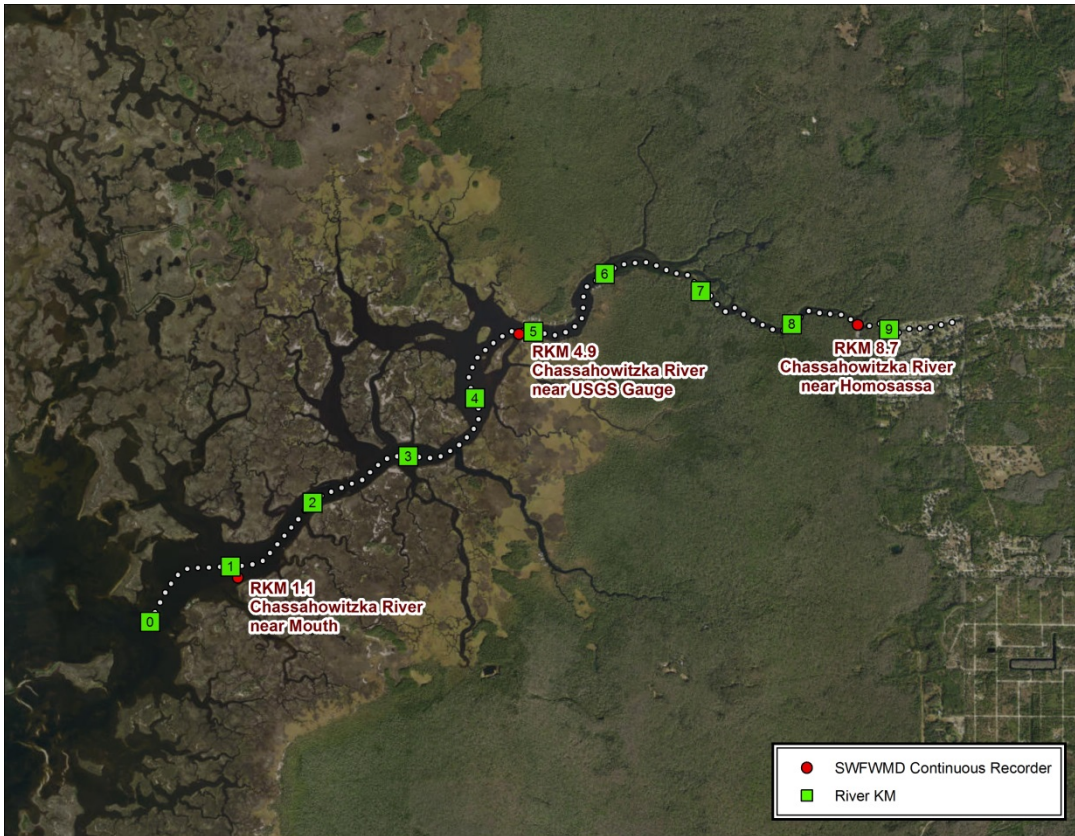 6
7
8
9
5
RKM 4.9
Chassahowitzka River
near USGS Gauge
RKM 8.7
Chassahowitzka River
near Homosassa
4
3
2
1
RKM 1.1
Chassahowitzka River
near Mouth
0
SWFWMD Continuous Recorder
River KM